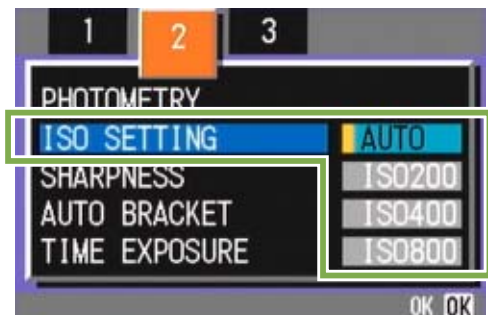 1 2 3
PHOTOMETRY
ISO SETTING AUTO
SHARPNESS ISO200
AUTO BRACKET ISO400
TIME EXPOSURE ISO800
OK OK